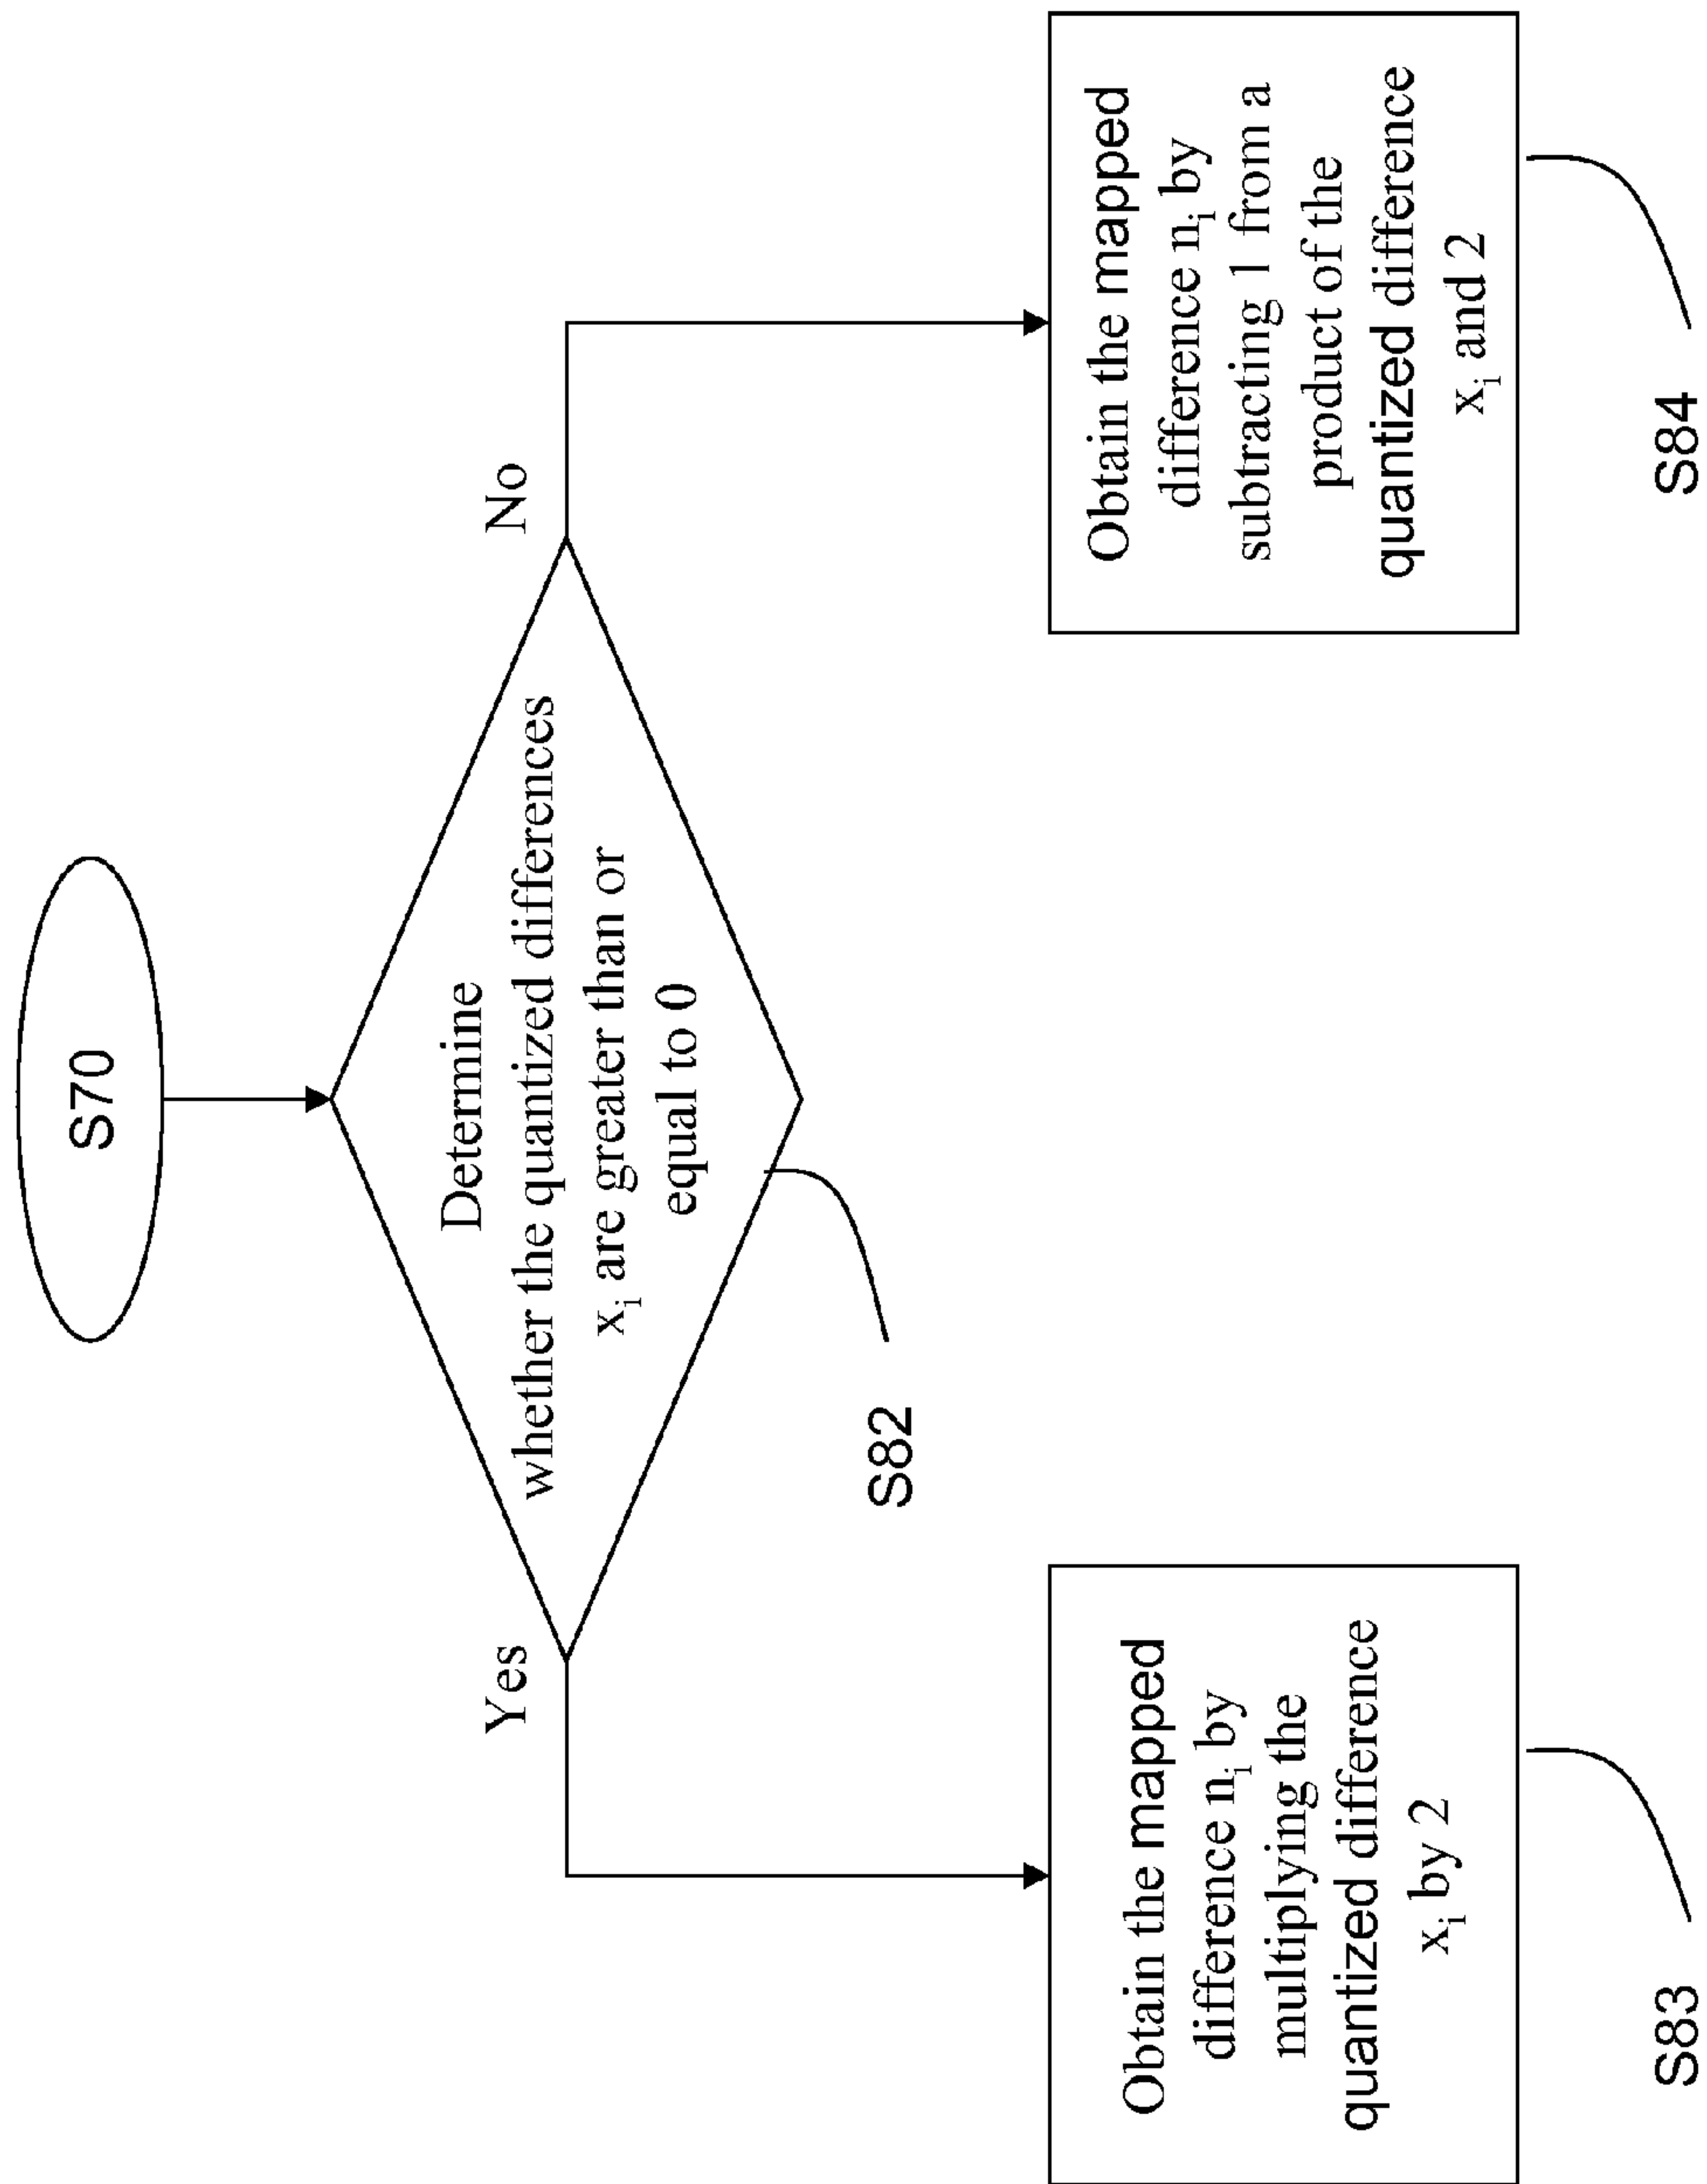 S70
Determine
whether the quantized differences
xᵢ are greater than or
equal to 0
Yes
No
S82
Obtain the mapped
difference nᵢ by
multiplying the
quantized difference
xᵢ by 2
S83
Obtain the mapped
difference nᵢ by
subtracting 1 from a
product of the
quantized difference
xᵢ and 2
S84